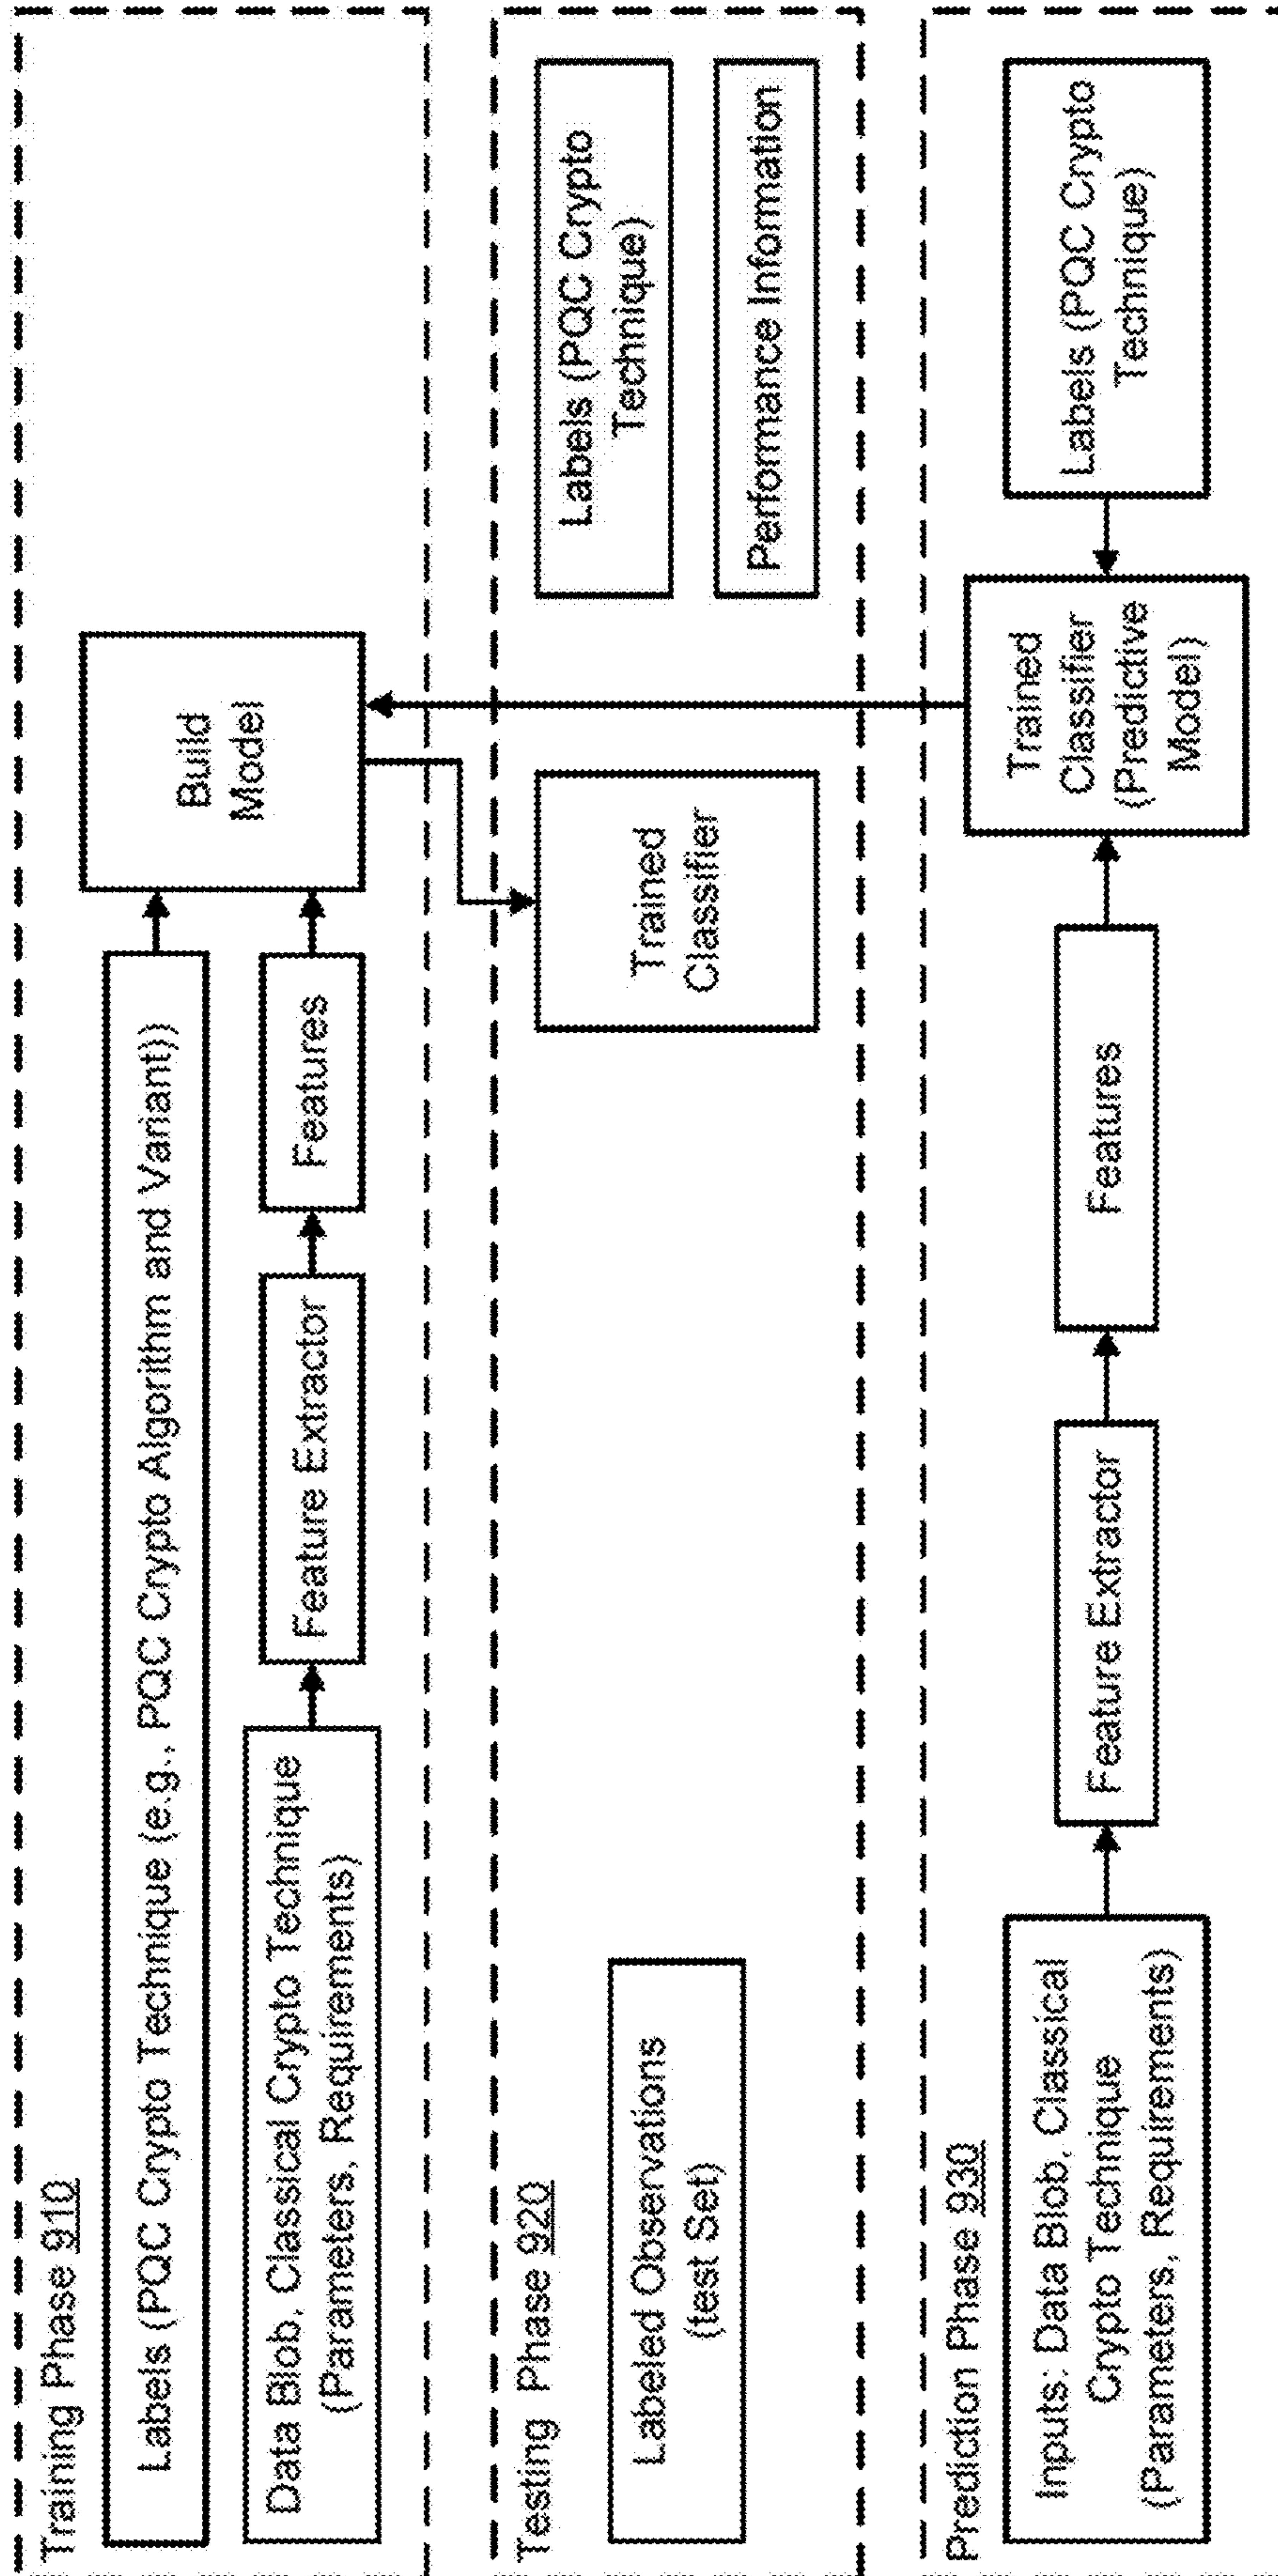 Training Phase 910
Labels (PQC Crypto Technique (e.g., PQC Crypto Algorithm and Variant))
Data Blob, Classical Crypto Technique
(Parameters, Requirements)
Feature Extractor
Features
Build
Model
Testing Phase 920
Labeled Observations
(test Set)
Trained
Classifier
Labels (PQC Crypto
Technique)
Performance Information
Prediction Phase 930
Inputs: Data Blob, Classical
Crypto Technique
(Parameters, Requirements)
Feature Extractor
Features
Trained
Classifier
(Predictive
Model)
Labels (PQC Crypto
Technique)